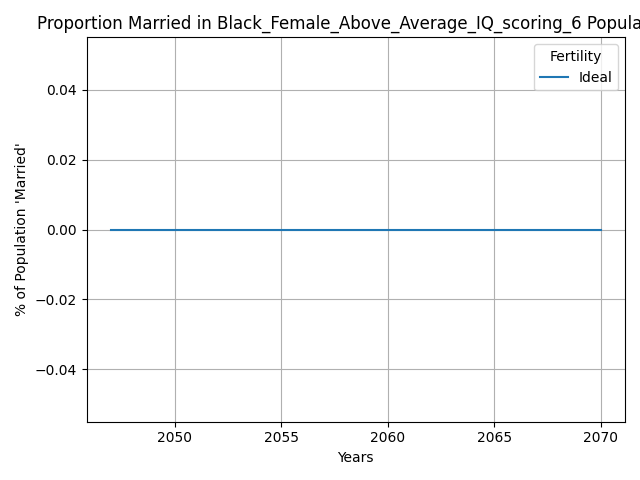 Proportion Married in Black_Female_Above_Average_IQ_scoring_6 Popula
Fertility
Ideal
0.04
0.02
0.00
−0.02
−0.04
% of Population 'Married'
2050 2055 2060 2065 2070
Years